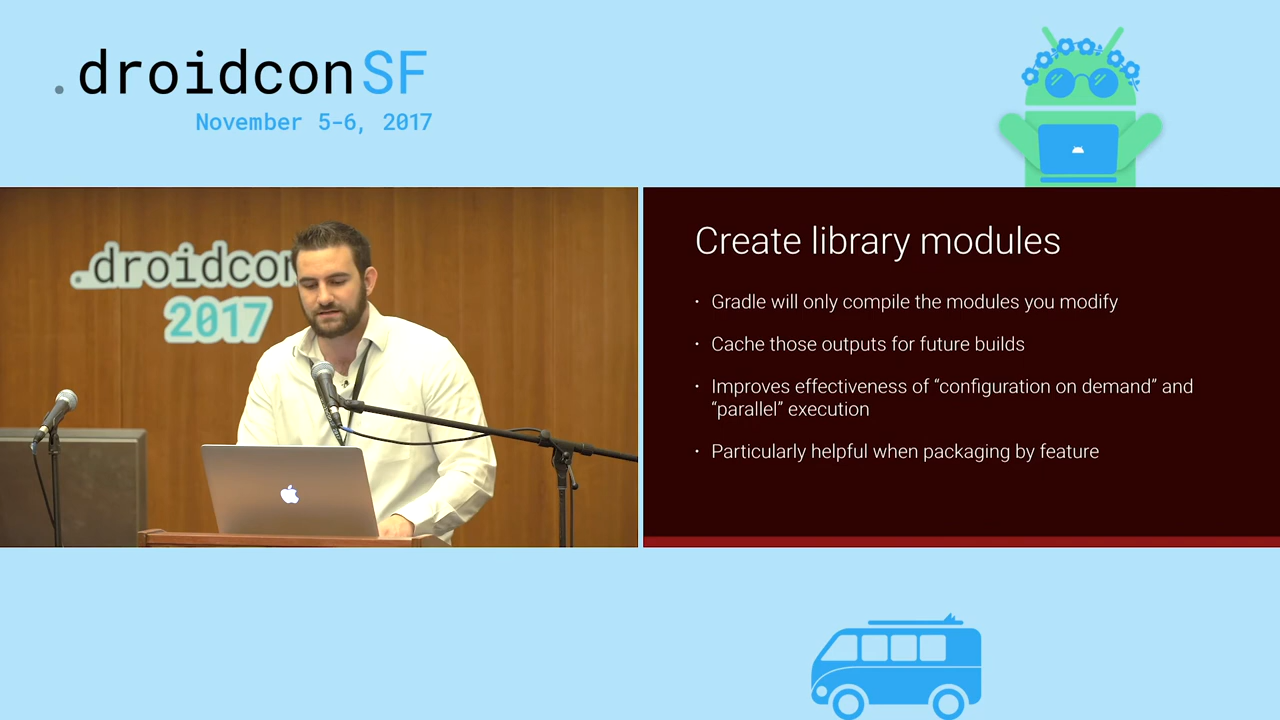 .droidconSF
November 5-6, 2017
.droidcon
2017
Create library modules
• Gradle will only compile the modules you modify
• Cache those outputs for future builds
• Improves effectiveness of “configuration on demand” and
“parallel” execution
• Particularly helpful when packaging by feature